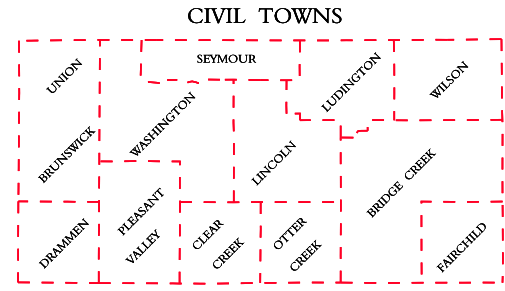 CIVIL TOWNS
UNION
SEYMOUR
LUDINGTON
WILSON
BRUNSWICK
WASHINGTON
LINCOLN
BRIDGE CREEK
DRAMMEN
PLEASANT
VALLEY
CLEAR
CREEK
OTTER
CREEK
FAIRCHILD